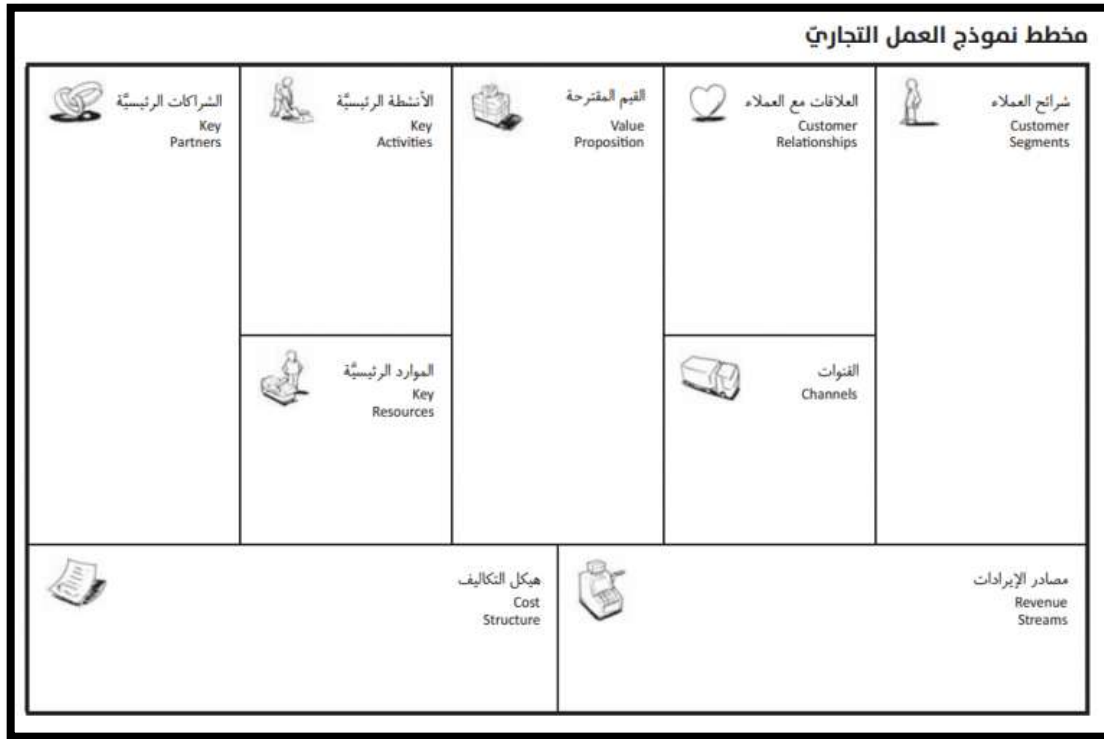 مخطط نموذج العمل التجاريّ
شرائح العملاء
Customer
Segments
العلاقات مع العملاء
Customer
Relationships
القيم المقترحة
Value
Proposition
الأنشطة الرئيسيَّة
Key
Activities
الشراكات الرئيسيَّة
Key
Partners
القنوات
Channels
الموارد الرئيسيَّة
Key
Resources
مصادر الإيرادات
Revenue
Streams
هيكل التكاليف
Cost
Structure